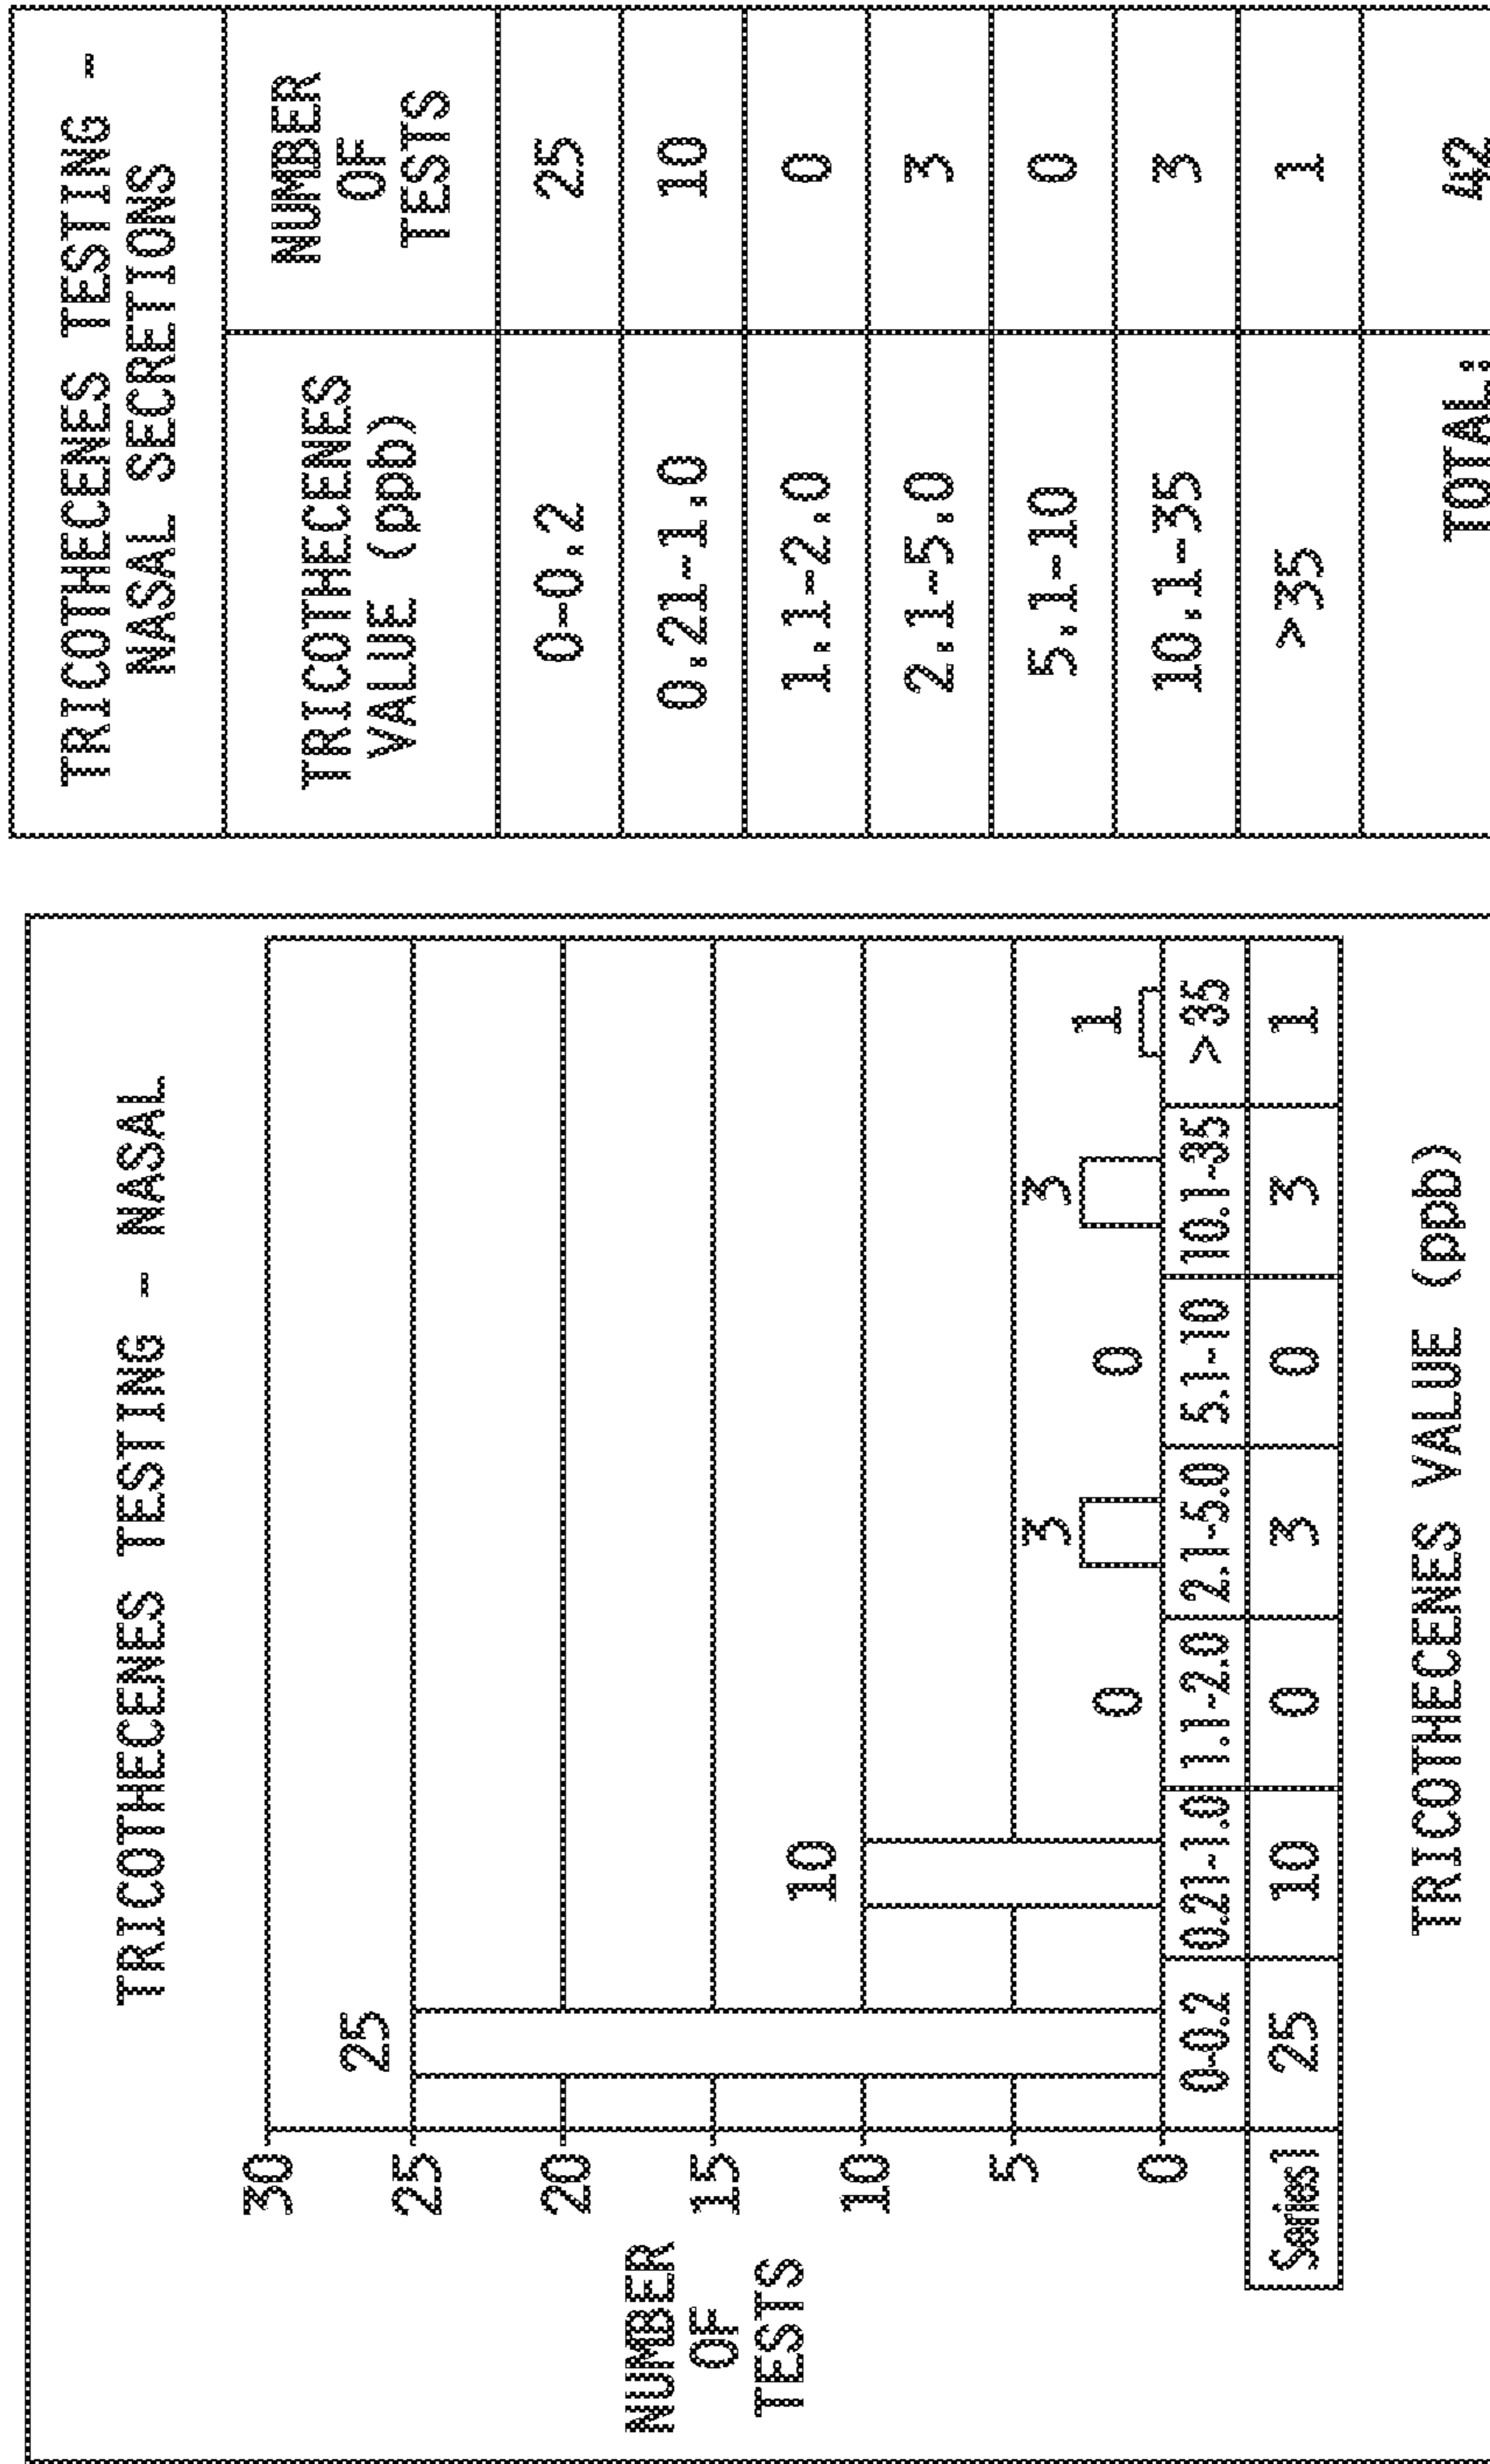 TRICOTHECENES TESTING - NASAL
NUMBER
OF
TESTS
30
25
20
15
10
5
0
25
10
0
3
0
3
1
0-0.2 0.21-1.0 1.1-2.0 2.1-5.0 5.1-10 10.1-35 >35
Series1 25 10 0 3 0 3 1
TRICOTHECENES VALUE (ppb)
TRICOTHECENES TESTING -
NASAL SECRETIONS
TRICOTHECENES
VALUE (ppb)
NUMBER
OF
TESTS
0-0.2 25
0.21-1.0 10
1.1-2.0 0
2.1-5.0 3
5.1-10 0
10.1-35 3
>35 1
TOTAL: 42